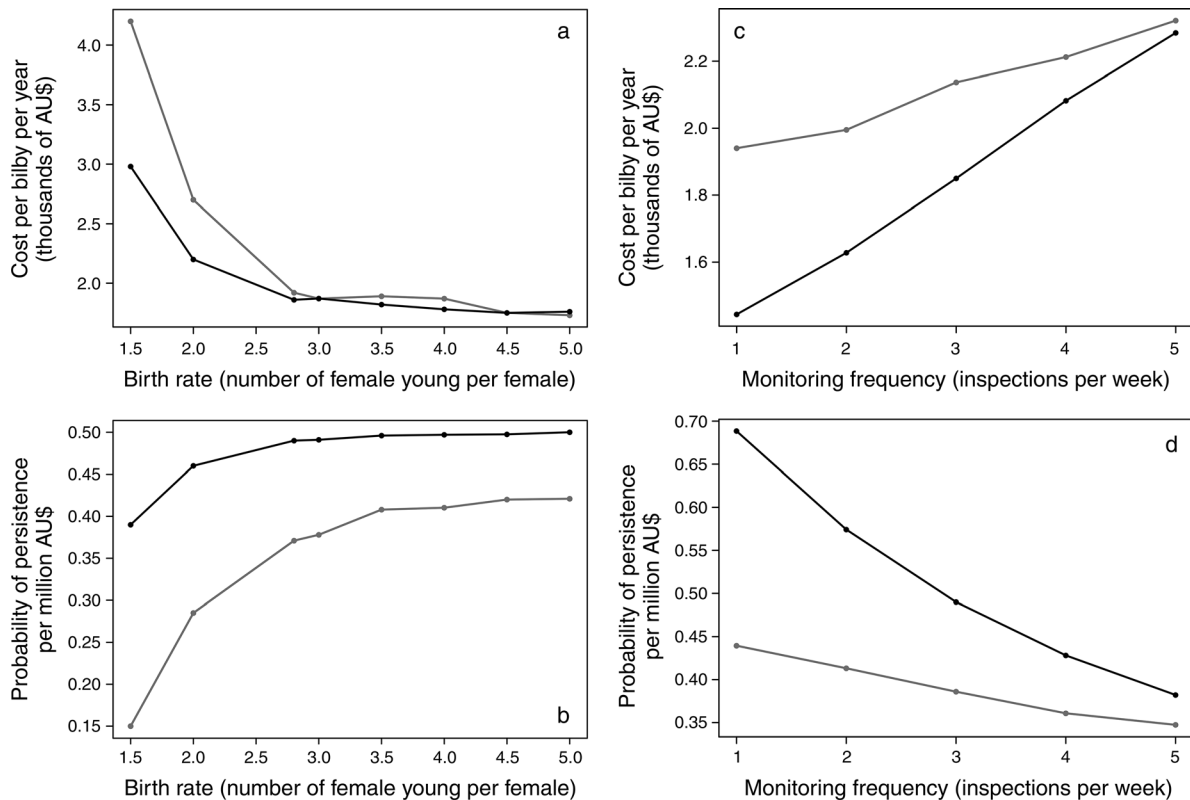 a
Cost per bilby per year
(thousands of AU$)
4.0
3.5
3.0
2.5
2.0
1.5 2.0 2.5 3.0 3.5 4.0 4.5 5.0
Birth rate (number of female young per female)
c
Cost per bilby per year
(thousands of AU$)
2.2
2.0
1.8
1.6
1 2 3 4 5
Monitoring frequency (inspections per week)
b
Probability of persistence
per million AU$
0.50
0.45
0.40
0.35
0.30
0.25
0.20
0.15
1.5 2.0 2.5 3.0 3.5 4.0 4.5 5.0
Birth rate (number of female young per female)
d
Probability of persistence
per million AU$
0.70
0.65
0.60
0.55
0.50
0.45
0.40
0.35
1 2 3 4 5
Monitoring frequency (inspections per week)